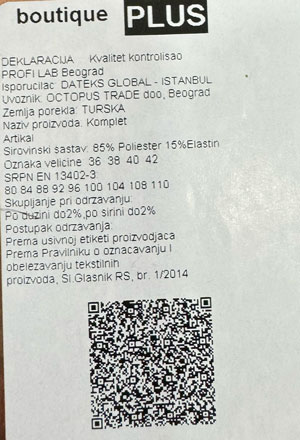 boutique PLUS
DEKLARACIJA Kvalitet kontrolisao
PROFI LAB Beograd
Isporucilac DATEKS GLOBAL - ISTANBUL
Uvoznik: OCTOPUS TRADE doo, Beograd
Zemlja porekla: TURSKA
Naziv proizvoda: Komplet
Artikal
Sirovinski sastav: 85% Poliester 15%Elastin
Oznaka velicine 36 38 40 42
SRPN EN 13402-3:
80 84 88 92 96 100 104 108 110
Skupljanje pri odrzavanju:
Po duzini do2%,po sirini do2%
Postupak odrzavanja:
Prema usivnoj etiketi proizvodjaca
Prema Pravilniku o oznacavanju I
obelezavanju tekstilnih
proizvoda, Sl.Glasnik RS, br. 1/2014